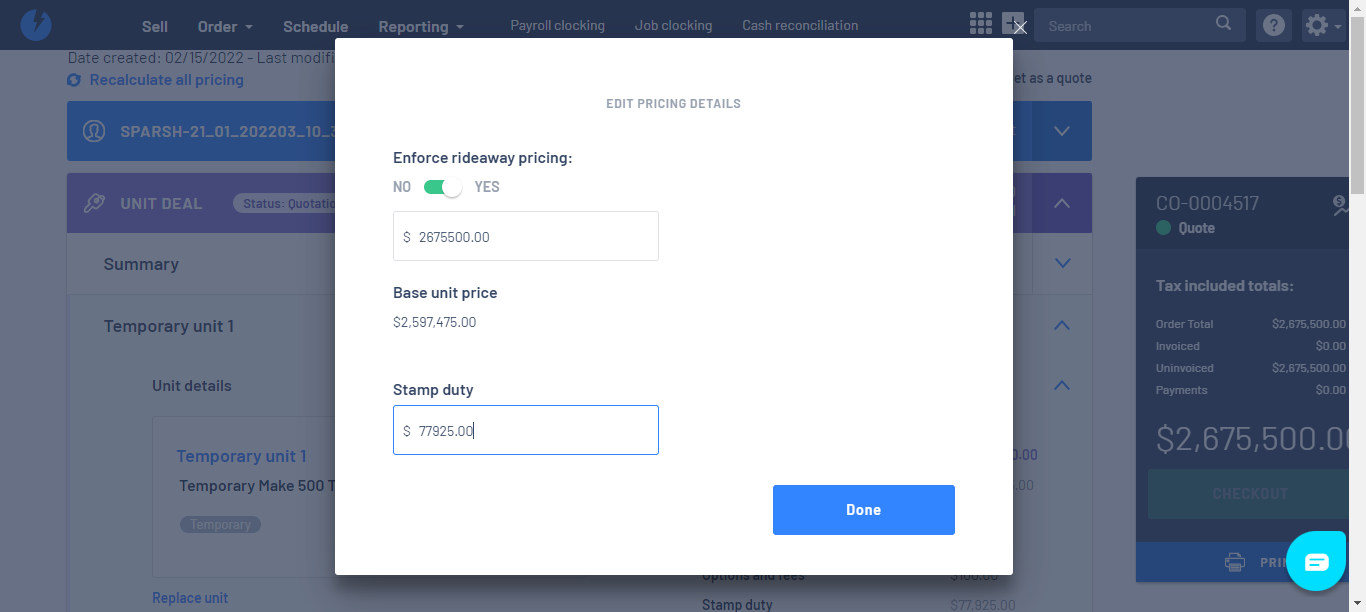 Sell Order Schedule Reporting Payroll clocking Job clocking Cash reconciliation Search
Date created: 02/15/2022 - Last modifi
Recalculate all pricing
et as a quote
SPARSH-21_01_202203_10_3
UNIT DEAL Status: Quotation
Summary
Temporary unit 1
Unit details
Temporary unit 1
Temporary Make 500 T
Temporary
Replace unit
EDIT PRICING DETAILS
Enforce rideaway pricing:
NO YES
$ 2675500.00
Base unit price
$2,597,475.00
Stamp duty
$ 77925.00
Done
0.00
.00
Options and fees $100.00
Stamp duty $77,925.00
CO-0004517
Quote
Tax included totals:
Order Total $2,675,500.00
Invoiced $0.00
Uninvoiced $2,675,500.00
Payments $0.00
$2,675,500.00
CHECKOUT
PRIN